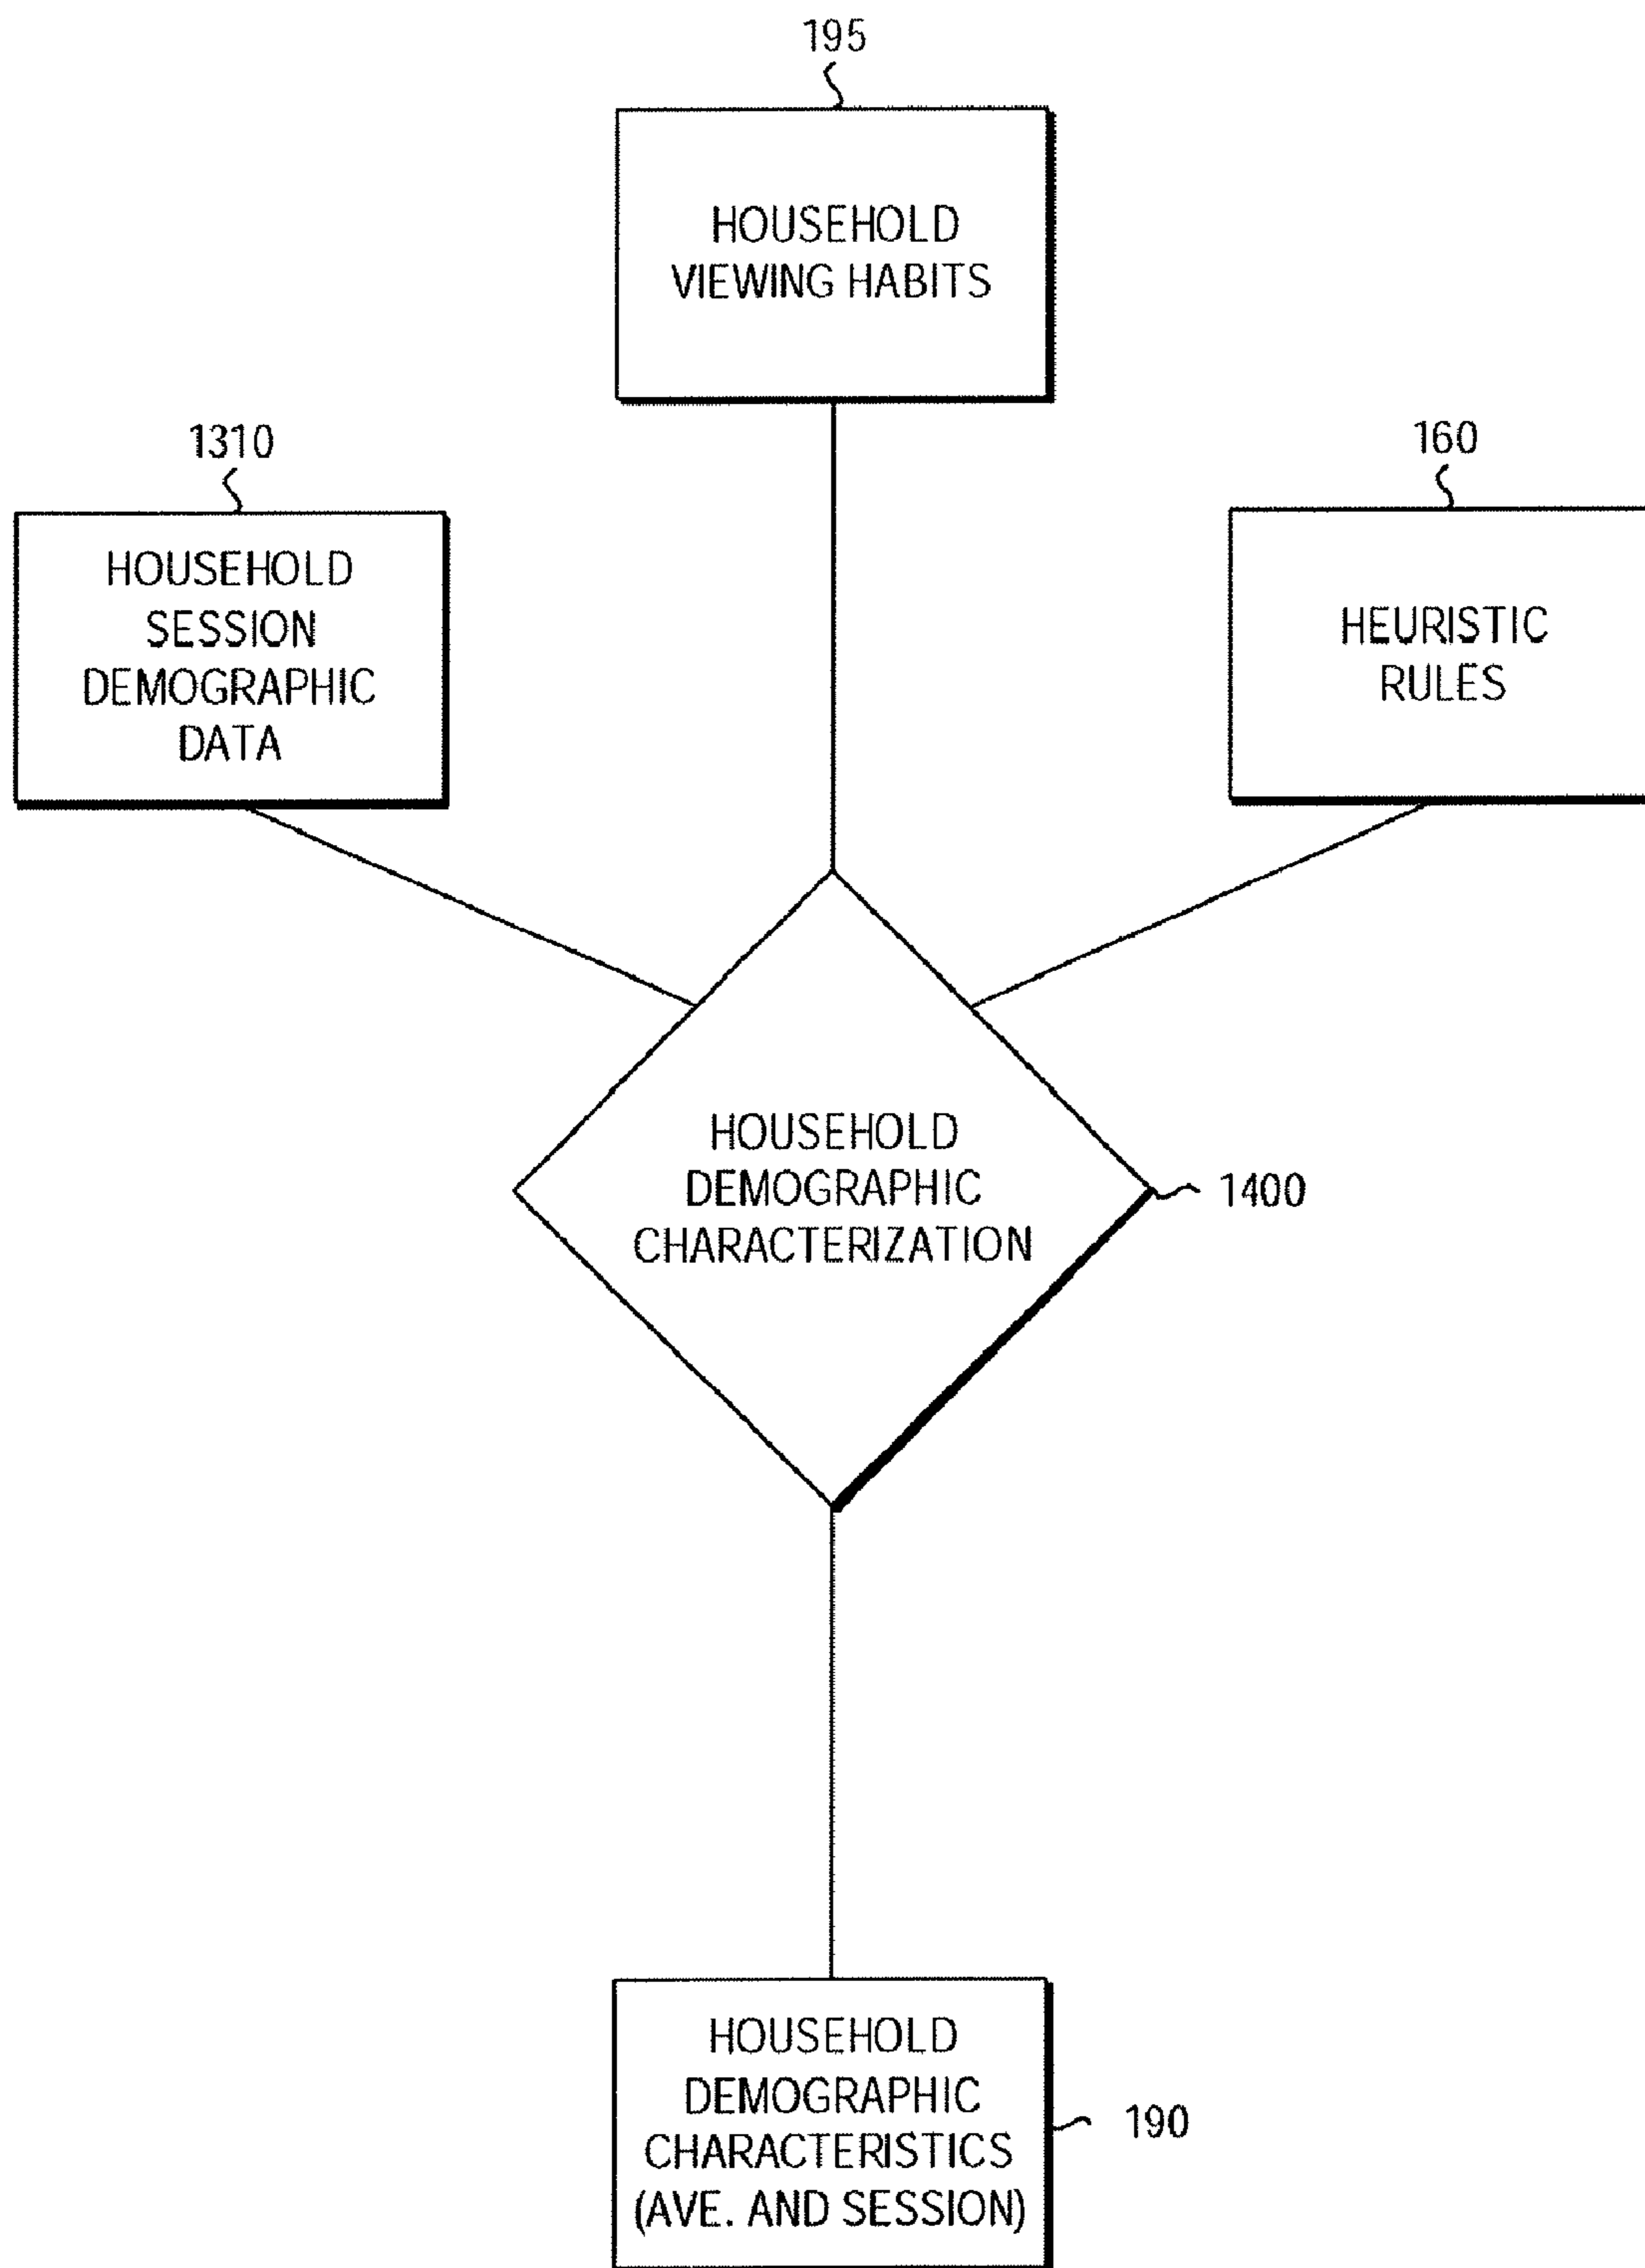 195
HOUSEHOLD
VIEWING HABITS
1310
HOUSEHOLD
SESSION
DEMOGRAPHIC
DATA
160
HEURISTIC
RULES
HOUSEHOLD
DEMOGRAPHIC
CHARACTERIZATION
1400
HOUSEHOLD
DEMOGRAPHIC
CHARACTERISTICS
(AVE. AND SESSION)
190